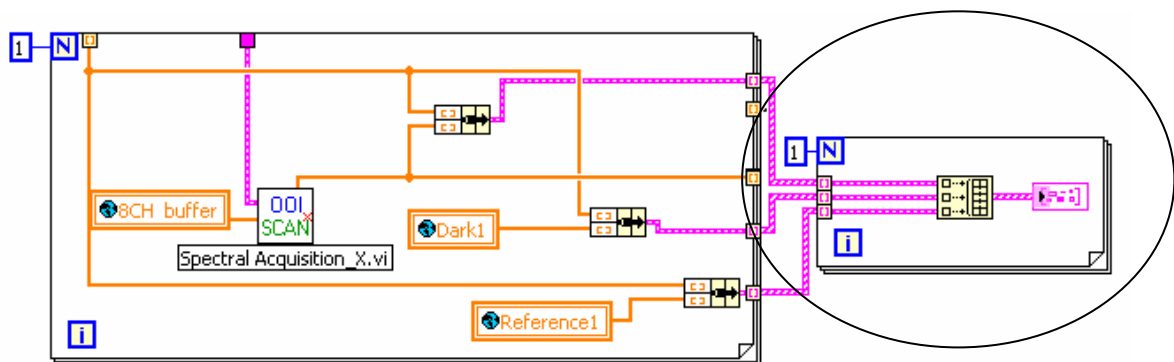 1
N
8CH buffer
OOI
SCAN
Spectral Acquisition_X.vi
Dark1
Reference1
i
1
N
i